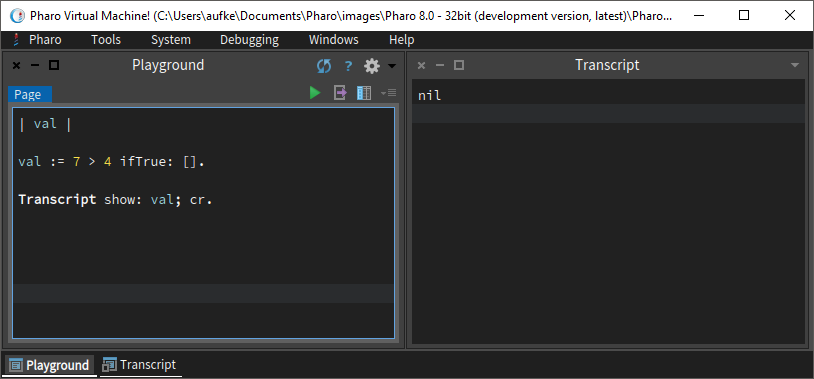 Pharo Virtual Machine! (C:\Users\aufke\Documents\Pharo\images\Pharo 8.0 - 32bit (development version, latest)\Pharo...
Pharo Tools System Debugging Windows Help
Playground
?
Page
| val |
val := 7 > 4 ifTrue: [].
Transcript show: val; cr.
Transcript
nil
Playground Transcript